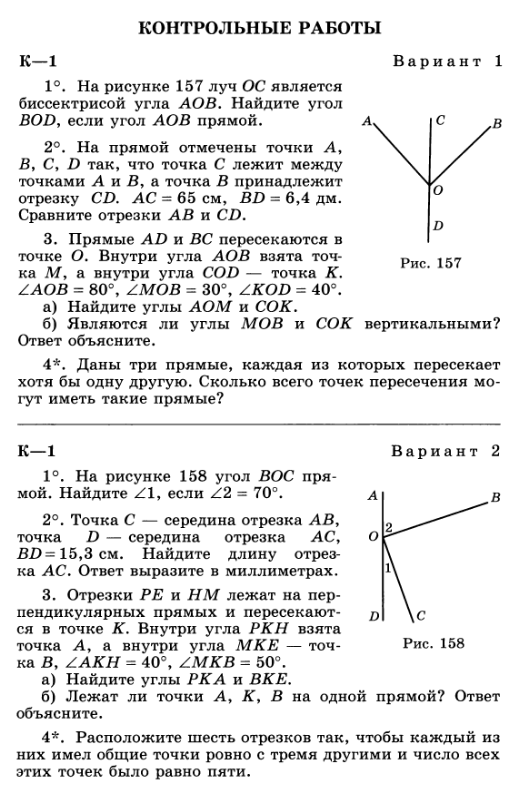 КОНТРОЛЬНЫЕ РАБОТЫ
К—1 Вариант 1
1°. На рисунке 157 луч OC является
биссектрисой угла AOB. Найдите угол
BOD, если угол AOB прямой.
2°. На прямой отмечены точки A,
B, C, D так, что точка C лежит между
точками A и B, а точка B принадлежит
отрезку CD. AC = 65 см, BD = 6,4 дм.
Сравните отрезки AB и CD.
3. Прямые AD и BC пересекаются в
точке O. Внутри угла AOB взята точ-
ка M, а внутри угла COD — точка K.
∠AOB = 80°, ∠MOB = 30°, ∠KOD = 40°.
A
C
B
O
D
Рис. 157
а) Найдите углы AOM и COK.
б) Являются ли углы MOB и COK вертикальными?
Ответ объясните.
4*. Даны три прямые, каждая из которых пересекает
хотя бы одну другую. Сколько всего точек пересечения мо-
гут иметь такие прямые?
К—1 Вариант 2
1°. На рисунке 158 угол BOC пря-
мой. Найдите ∠1, если ∠2 = 70°.
2°. Точка C — середина отрезка AB,
точка D — середина отрезка AC,
BD = 15,3 см. Найдите длину отрез-
ка AC. Ответ выразите в миллиметрах.
3. Отрезки PE и HM лежат на пер-
пендикулярных прямых и пересекают-
ся в точке K. Внутри угла PKH взята
точка A, а внутри угла MKE — точ-
ка B, ∠AKH = 40°, ∠MKB = 50°.
A
B
2
O
1
D
C
Рис. 158
а) Найдите углы PKA и BKE.
б) Лежат ли точки A, K, B на одной прямой? Ответ
объясните.
4*. Расположите шесть отрезков так, чтобы каждый из
них имел общие точки ровно с тремя другими и число всех
этих точек было равно пяти.